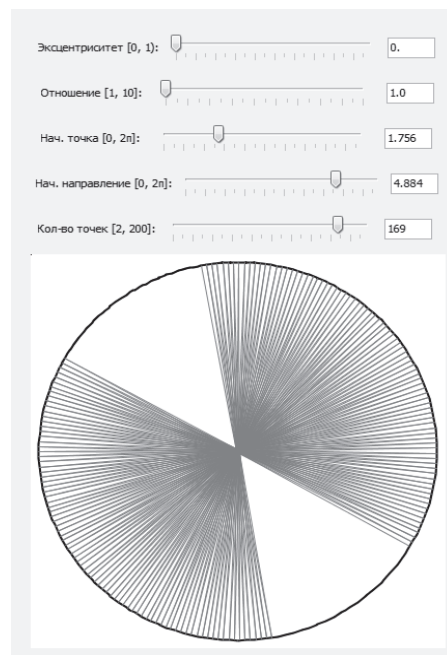 Эксцентриситет [0, 1): 0.
Отношение [1, 10]: 1.0
Нач. точка [0, 2π]: 1.756
Нач. направление [0, 2π]: 4.884
Кол-во точек [2, 200]: 169